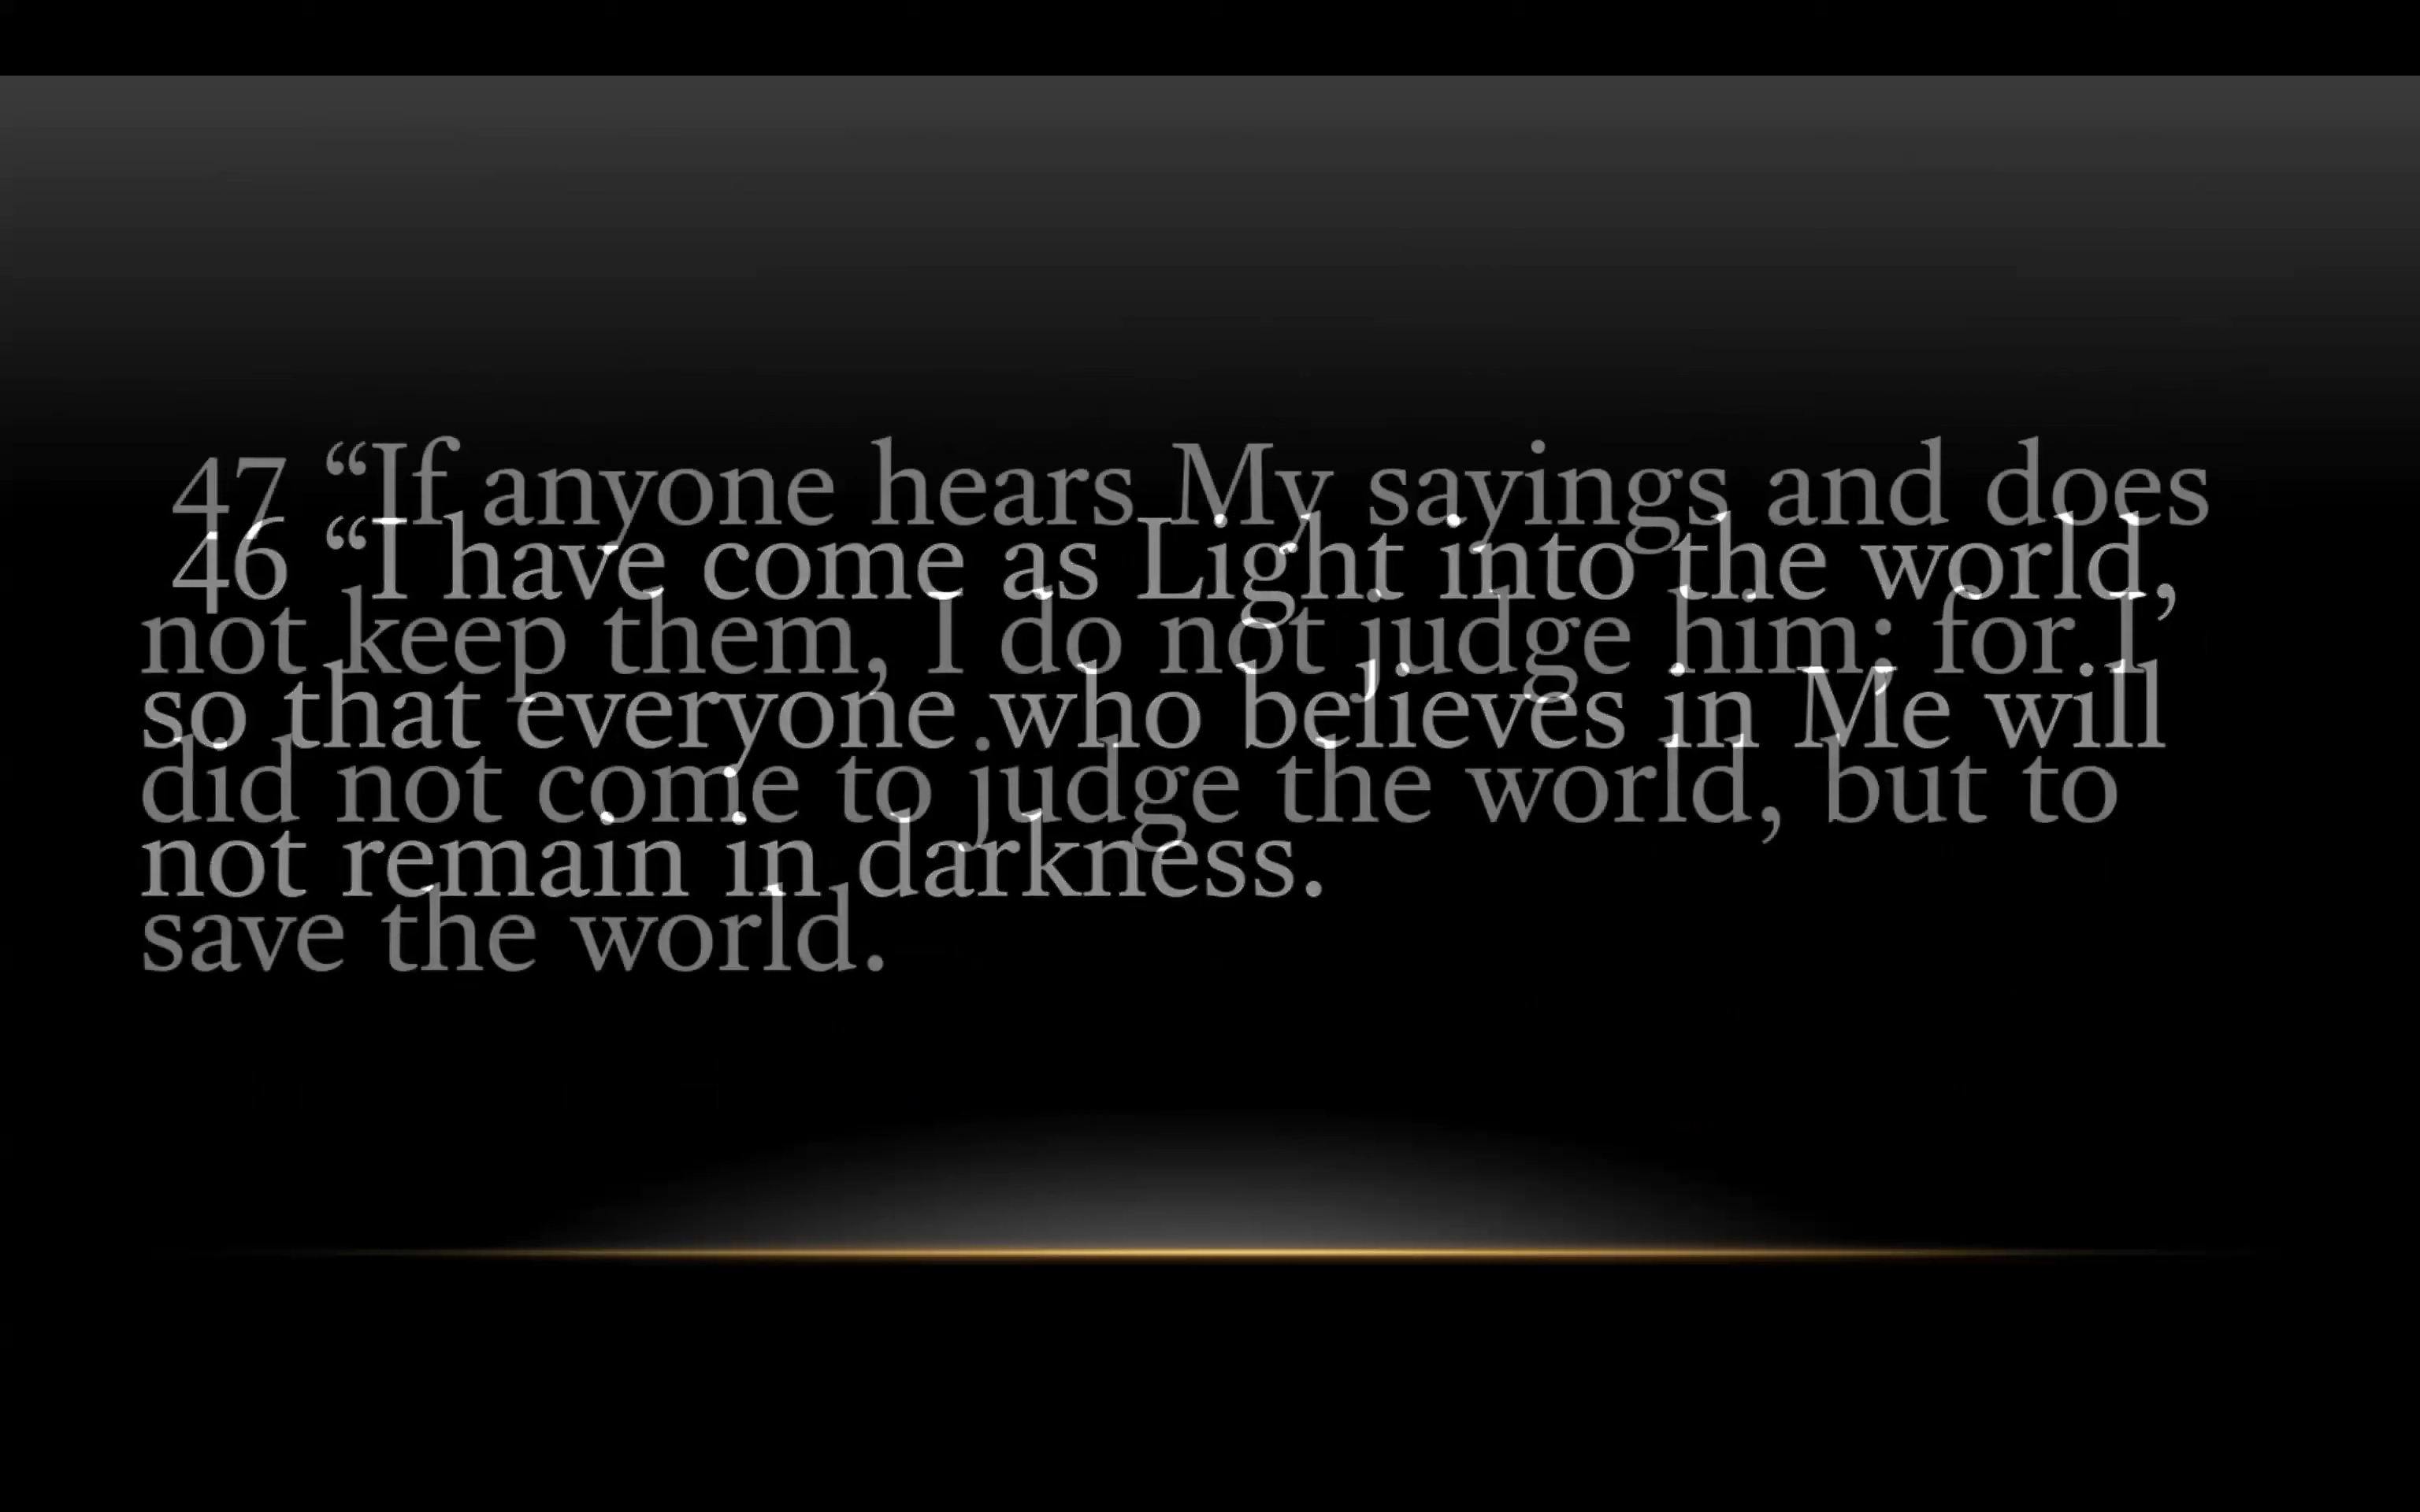 47 “If anyone hears My sayings and does
46 “I have come as Light into the world,
not keep them, I do not judge him; for I
so that everyone who believes in Me will
did not come to judge the world, but to
not remain in darkness.
save the world.